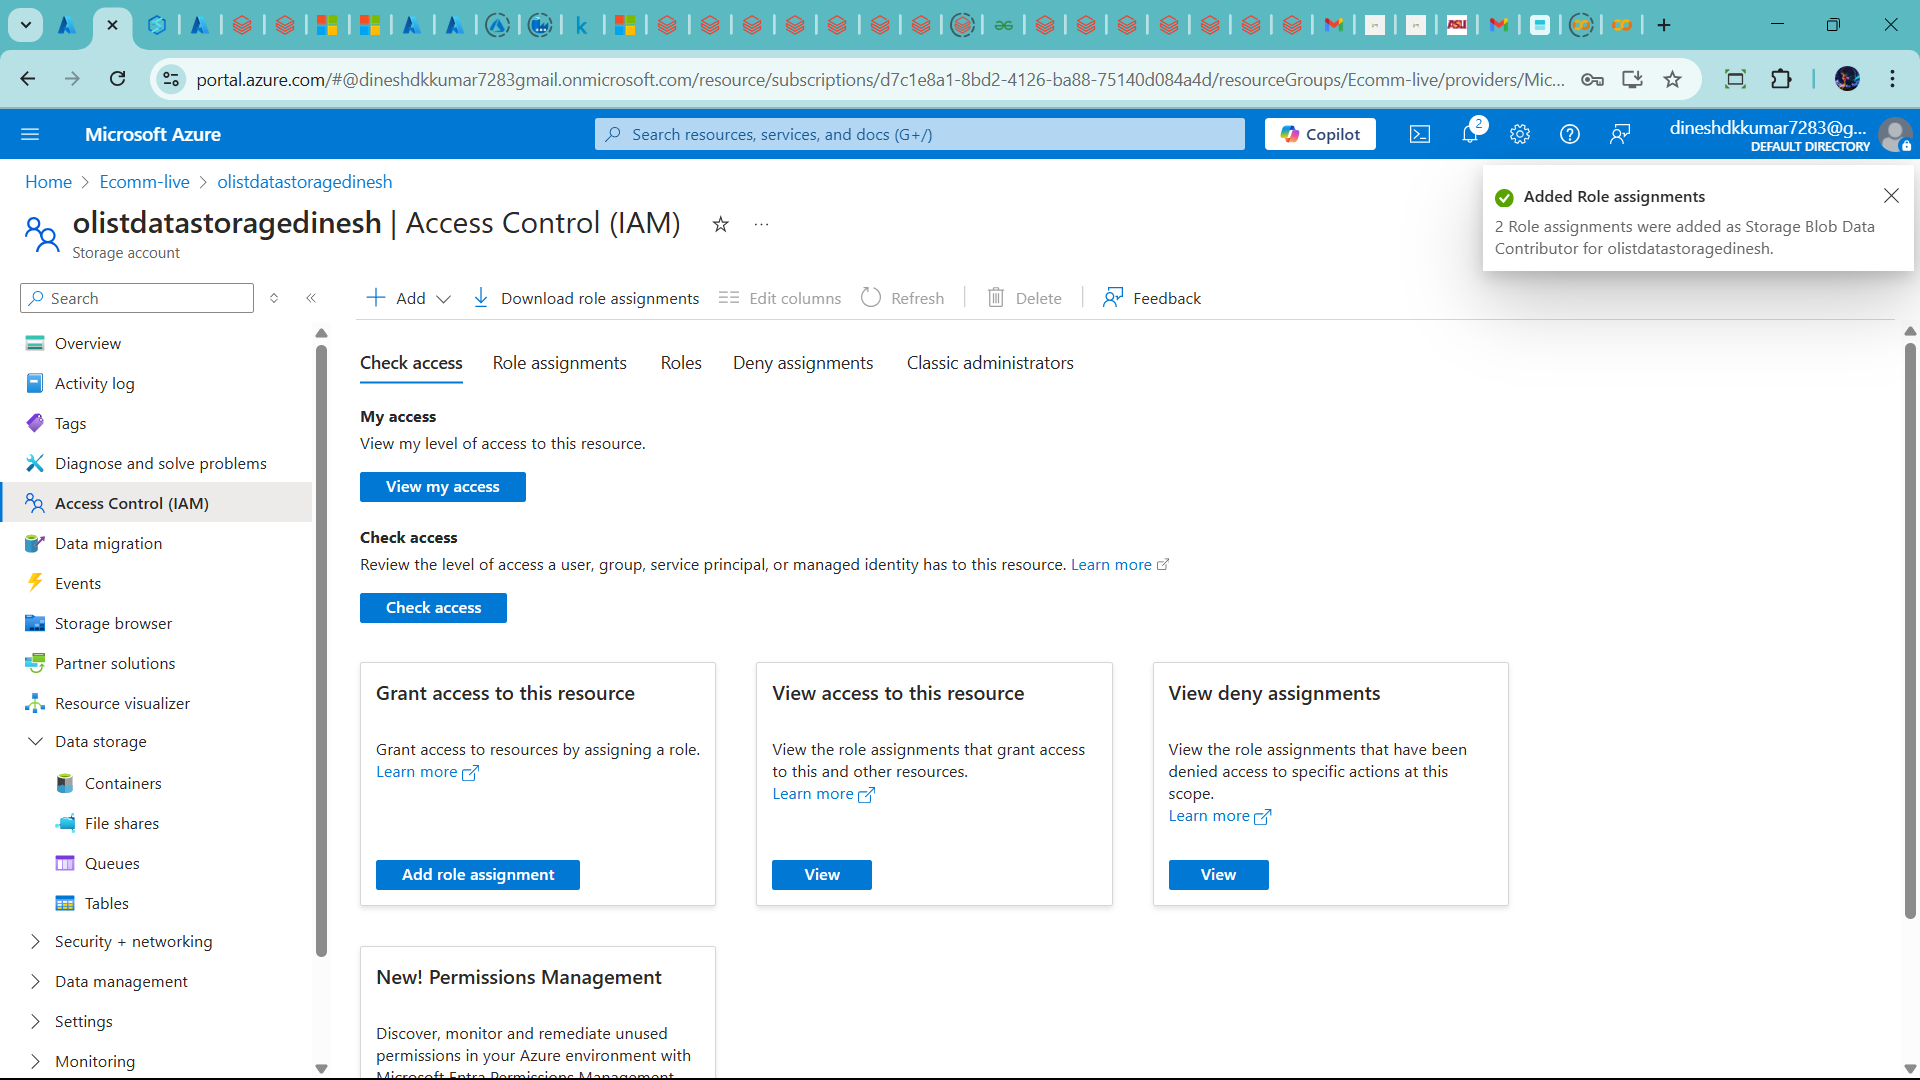 portal.azure.com/#@dineshdkkumar7283gmail.onmicrosoft.com/resource/subscriptions/d7c1e8a1-8bd2-4126-ba88-75140d084a4d/resourceGroups/Ecomm-live/providers/Mic...
Microsoft Azure
Search resources, services, and docs (G+/)
Copilot
2
dineshdkkumar7283@g...
DEFAULT DIRECTORY
Home > Ecomm-live > olistdatastoragedinesh
olistdatastoragedinesh | Access Control (IAM)
Storage account
Added Role assignments
2 Role assignments were added as Storage Blob Data
Contributor for olistdatastoragedinesh.
Search
Add
Download role assignments
Edit columns
Refresh
Delete
Feedback
Overview
Activity log
Tags
Diagnose and solve problems
Access Control (IAM)
Data migration
Events
Storage browser
Partner solutions
Resource visualizer
Data storage
Containers
File shares
Queues
Tables
Security + networking
Data management
Settings
Monitoring
Check access
Role assignments
Roles
Deny assignments
Classic administrators
My access
View my level of access to this resource.
View my access
Check access
Review the level of access a user, group, service principal, or managed identity has to this resource. Learn more
Check access
Grant access to this resource
Grant access to resources by assigning a role.
Learn more
Add role assignment
View access to this resource
View the role assignments that grant access
to this and other resources.
Learn more
View
View deny assignments
View the role assignments that have been
denied access to specific actions at this
scope.
Learn more
View
New! Permissions Management
Discover, monitor and remediate unused
permissions in your Azure environment with
Microsoft Entra Permissions Management